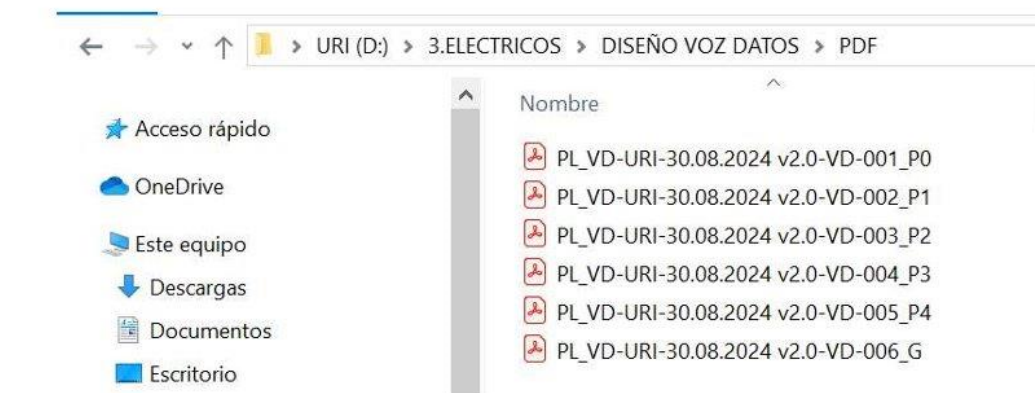 URI (D:) > 3.ELECTRICOS > DISEÑO VOZ DATOS > PDF
Nombre
Acceso rápido
OneDrive
Este equipo
Descargas
Documentos
Escritorio
PL_VD-URI-30.08.2024 v2.0-VD-001_P0
PL_VD-URI-30.08.2024 v2.0-VD-002_P1
PL_VD-URI-30.08.2024 v2.0-VD-003_P2
PL_VD-URI-30.08.2024 v2.0-VD-004_P3
PL_VD-URI-30.08.2024 v2.0-VD-005_P4
PL_VD-URI-30.08.2024 v2.0-VD-006_G